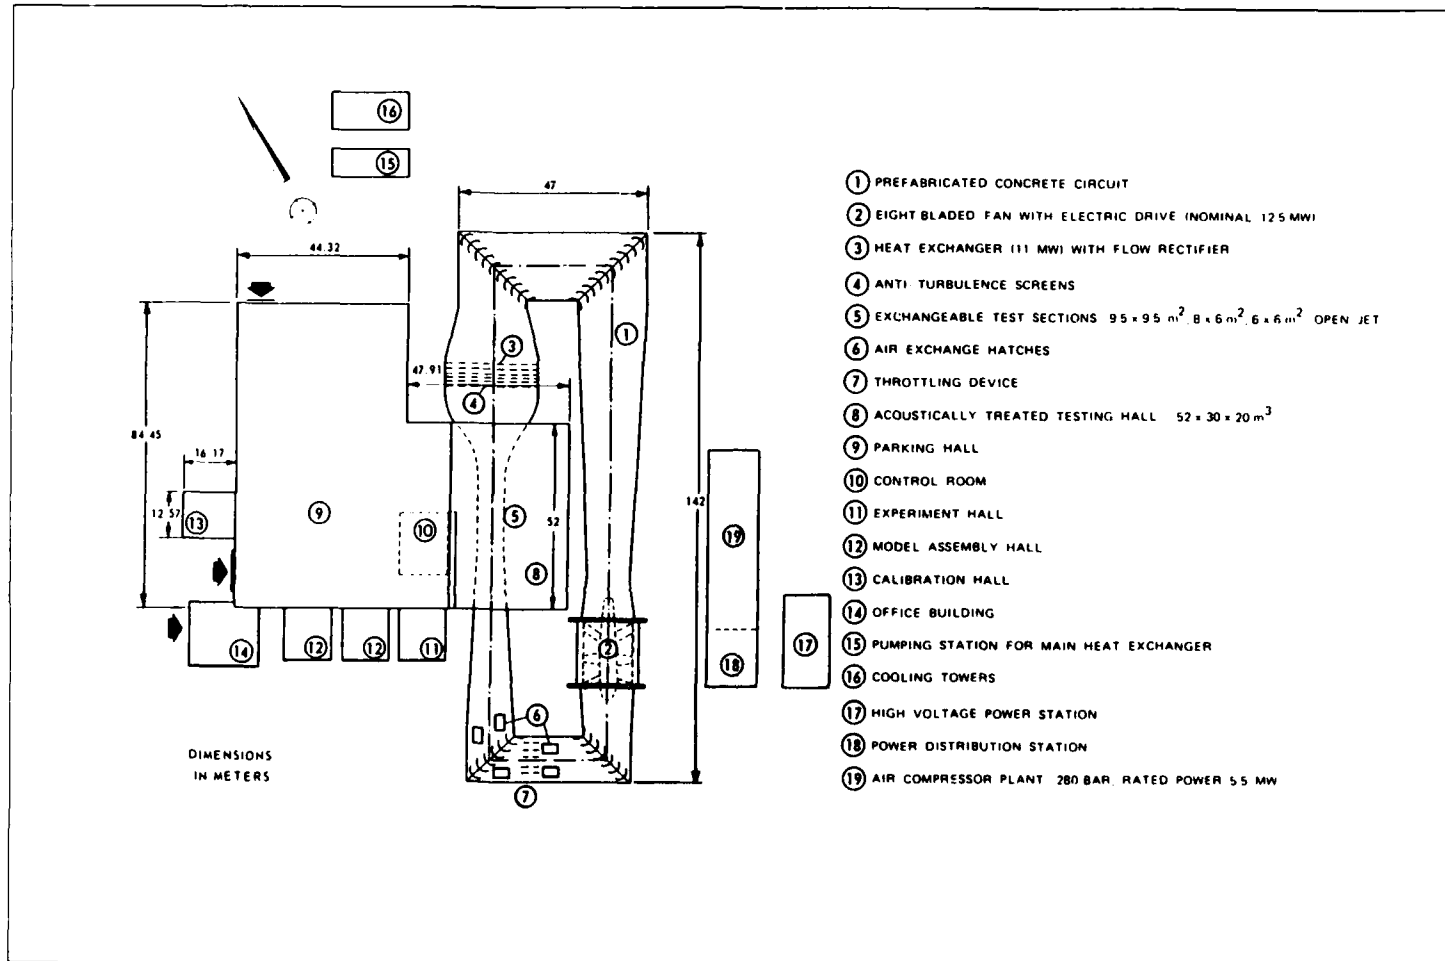 16
15
47
44.32
1
3
47.91
4
84.45
16.17
12.57
13
9
10
5
52
8
142
19
14
12
12
11
2
18
17
6
7
DIMENSIONS
IN METERS
1 PREFABRICATED CONCRETE CIRCUIT
2 EIGHT BLADED FAN WITH ELECTRIC DRIVE (NOMINAL 12 5 MW)
3 HEAT EXCHANGER (11 MW) WITH FLOW RECTIFIER
4 ANTI TURBULENCE SCREENS
5 EXCHANGEABLE TEST SECTIONS 9 5 × 9 5 m², 8 × 6 m², 6 × 6 m² OPEN JET
6 AIR EXCHANGE HATCHES
7 THROTTLING DEVICE
8 ACOUSTICALLY TREATED TESTING HALL 52 × 30 × 20 m³
9 PARKING HALL
10 CONTROL ROOM
11 EXPERIMENT HALL
12 MODEL ASSEMBLY HALL
13 CALIBRATION HALL
14 OFFICE BUILDING
15 PUMPING STATION FOR MAIN HEAT EXCHANGER
16 COOLING TOWERS
17 HIGH VOLTAGE POWER STATION
18 POWER DISTRIBUTION STATION
19 AIR COMPRESSOR PLANT 280 BAR, RATED POWER 5 5 MW